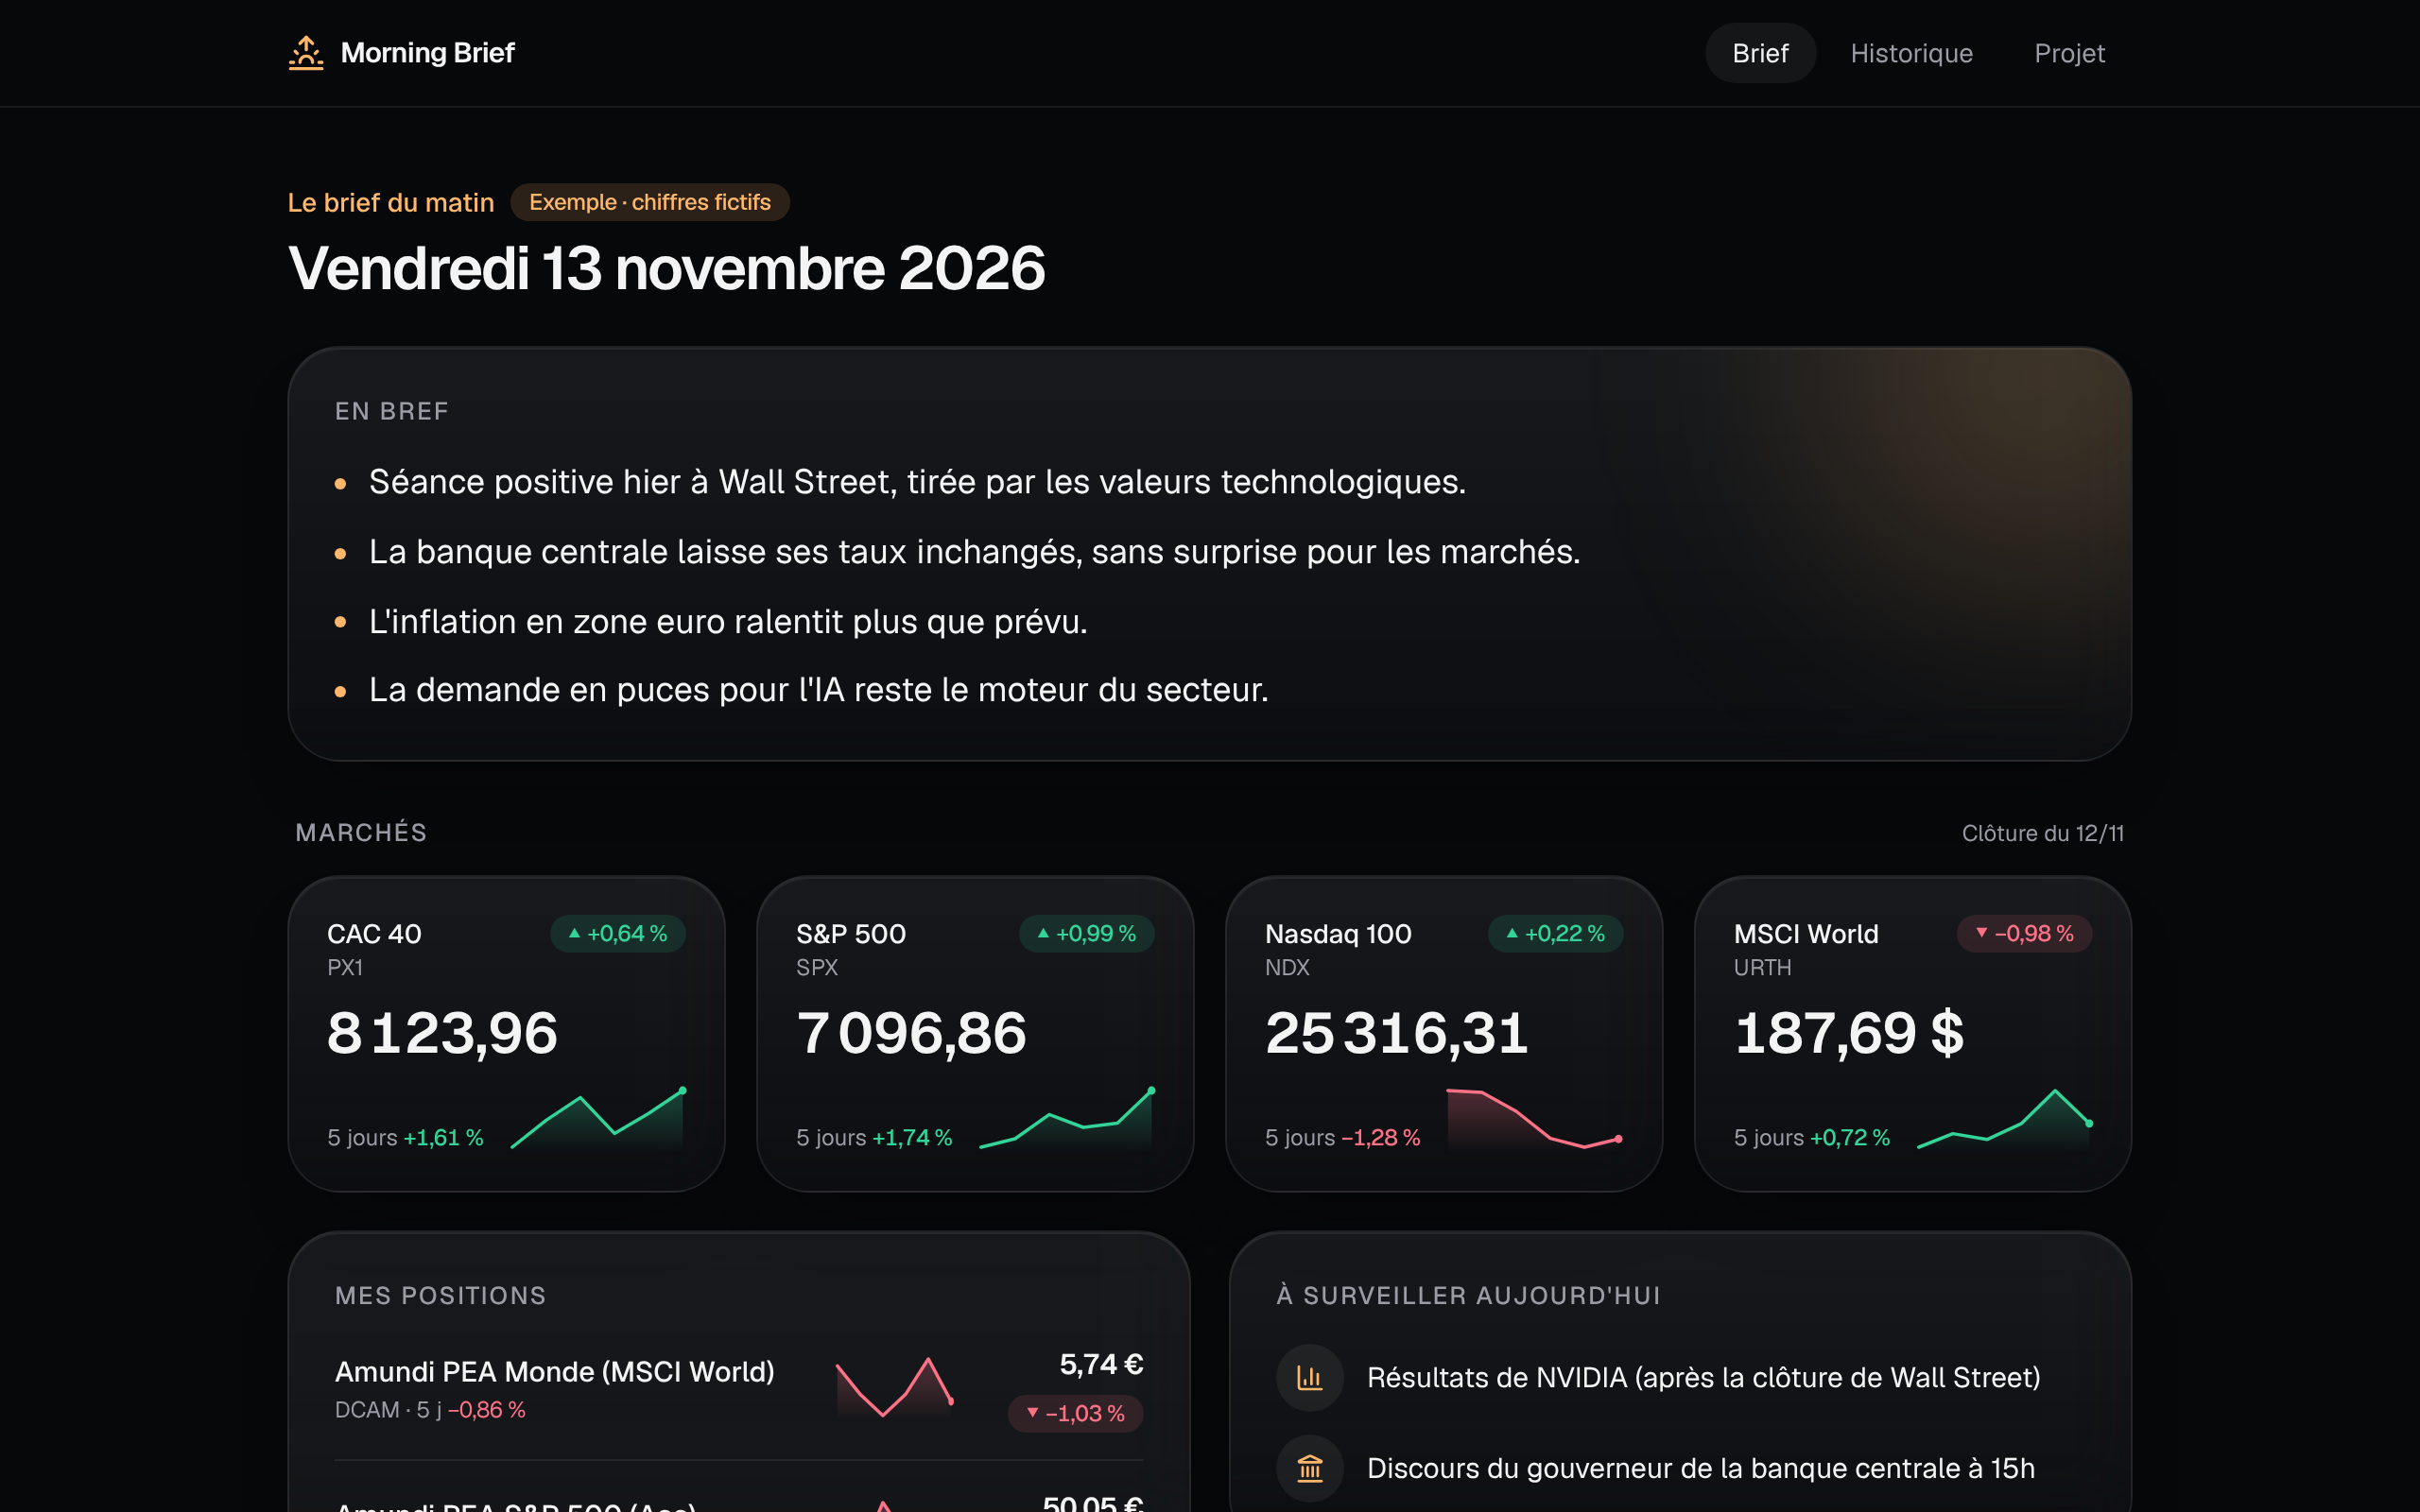 Morning Brief
Brief
Historique
Projet
Le brief du matin
Exemple · chiffres fictifs
Vendredi 13 novembre 2026
EN BREF
Séance positive hier à Wall Street, tirée par les valeurs technologiques.
La banque centrale laisse ses taux inchangés, sans surprise pour les marchés.
L'inflation en zone euro ralentit plus que prévu.
La demande en puces pour l'IA reste le moteur du secteur.
MARCHÉS
Clôture du 12/11
CAC 40
▲ +0,64 %
PX1
8 123,96
5 jours +1,61 %
S&P 500
▲ +0,99 %
SPX
7 096,86
5 jours +1,74 %
Nasdaq 100
▲ +0,22 %
NDX
25 316,31
5 jours −1,28 %
MSCI World
▼ −0,98 %
URTH
187,69 $
5 jours +0,72 %
MES POSITIONS
Amundi PEA Monde (MSCI World)
5,74 €
DCAM · 5 j −0,86 %
▼ −1,03 %
Amundi PEA S&P 500 (Acc)
50,05 €
À SURVEILLER AUJOURD'HUI
Résultats de NVIDIA (après la clôture de Wall Street)
Discours du gouverneur de la banque centrale à 15h